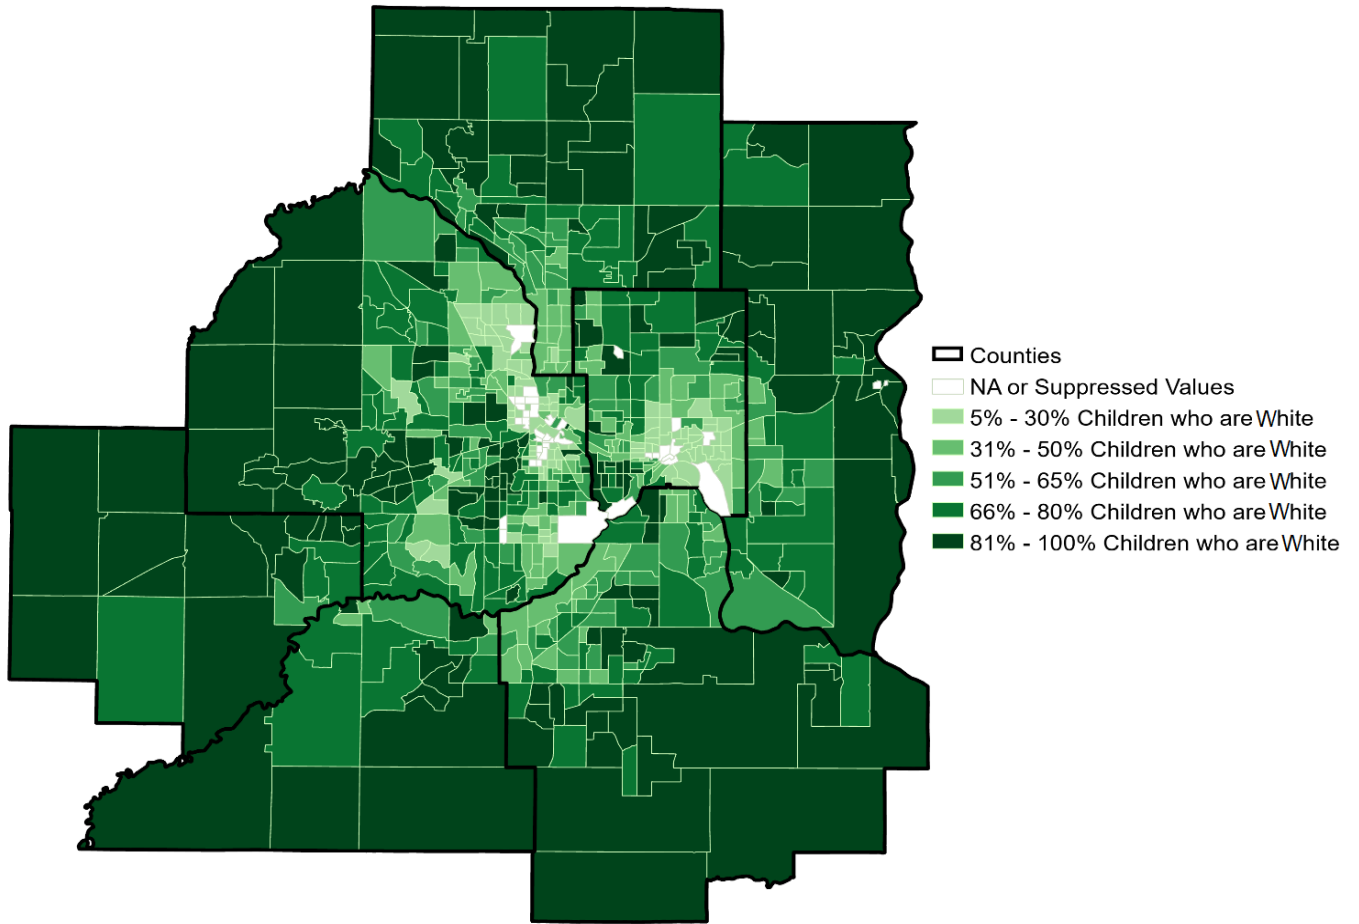 Counties
NA or Suppressed Values
5% - 30% Children who are White
31% - 50% Children who are White
51% - 65% Children who are White
66% - 80% Children who are White
81% - 100% Children who are White